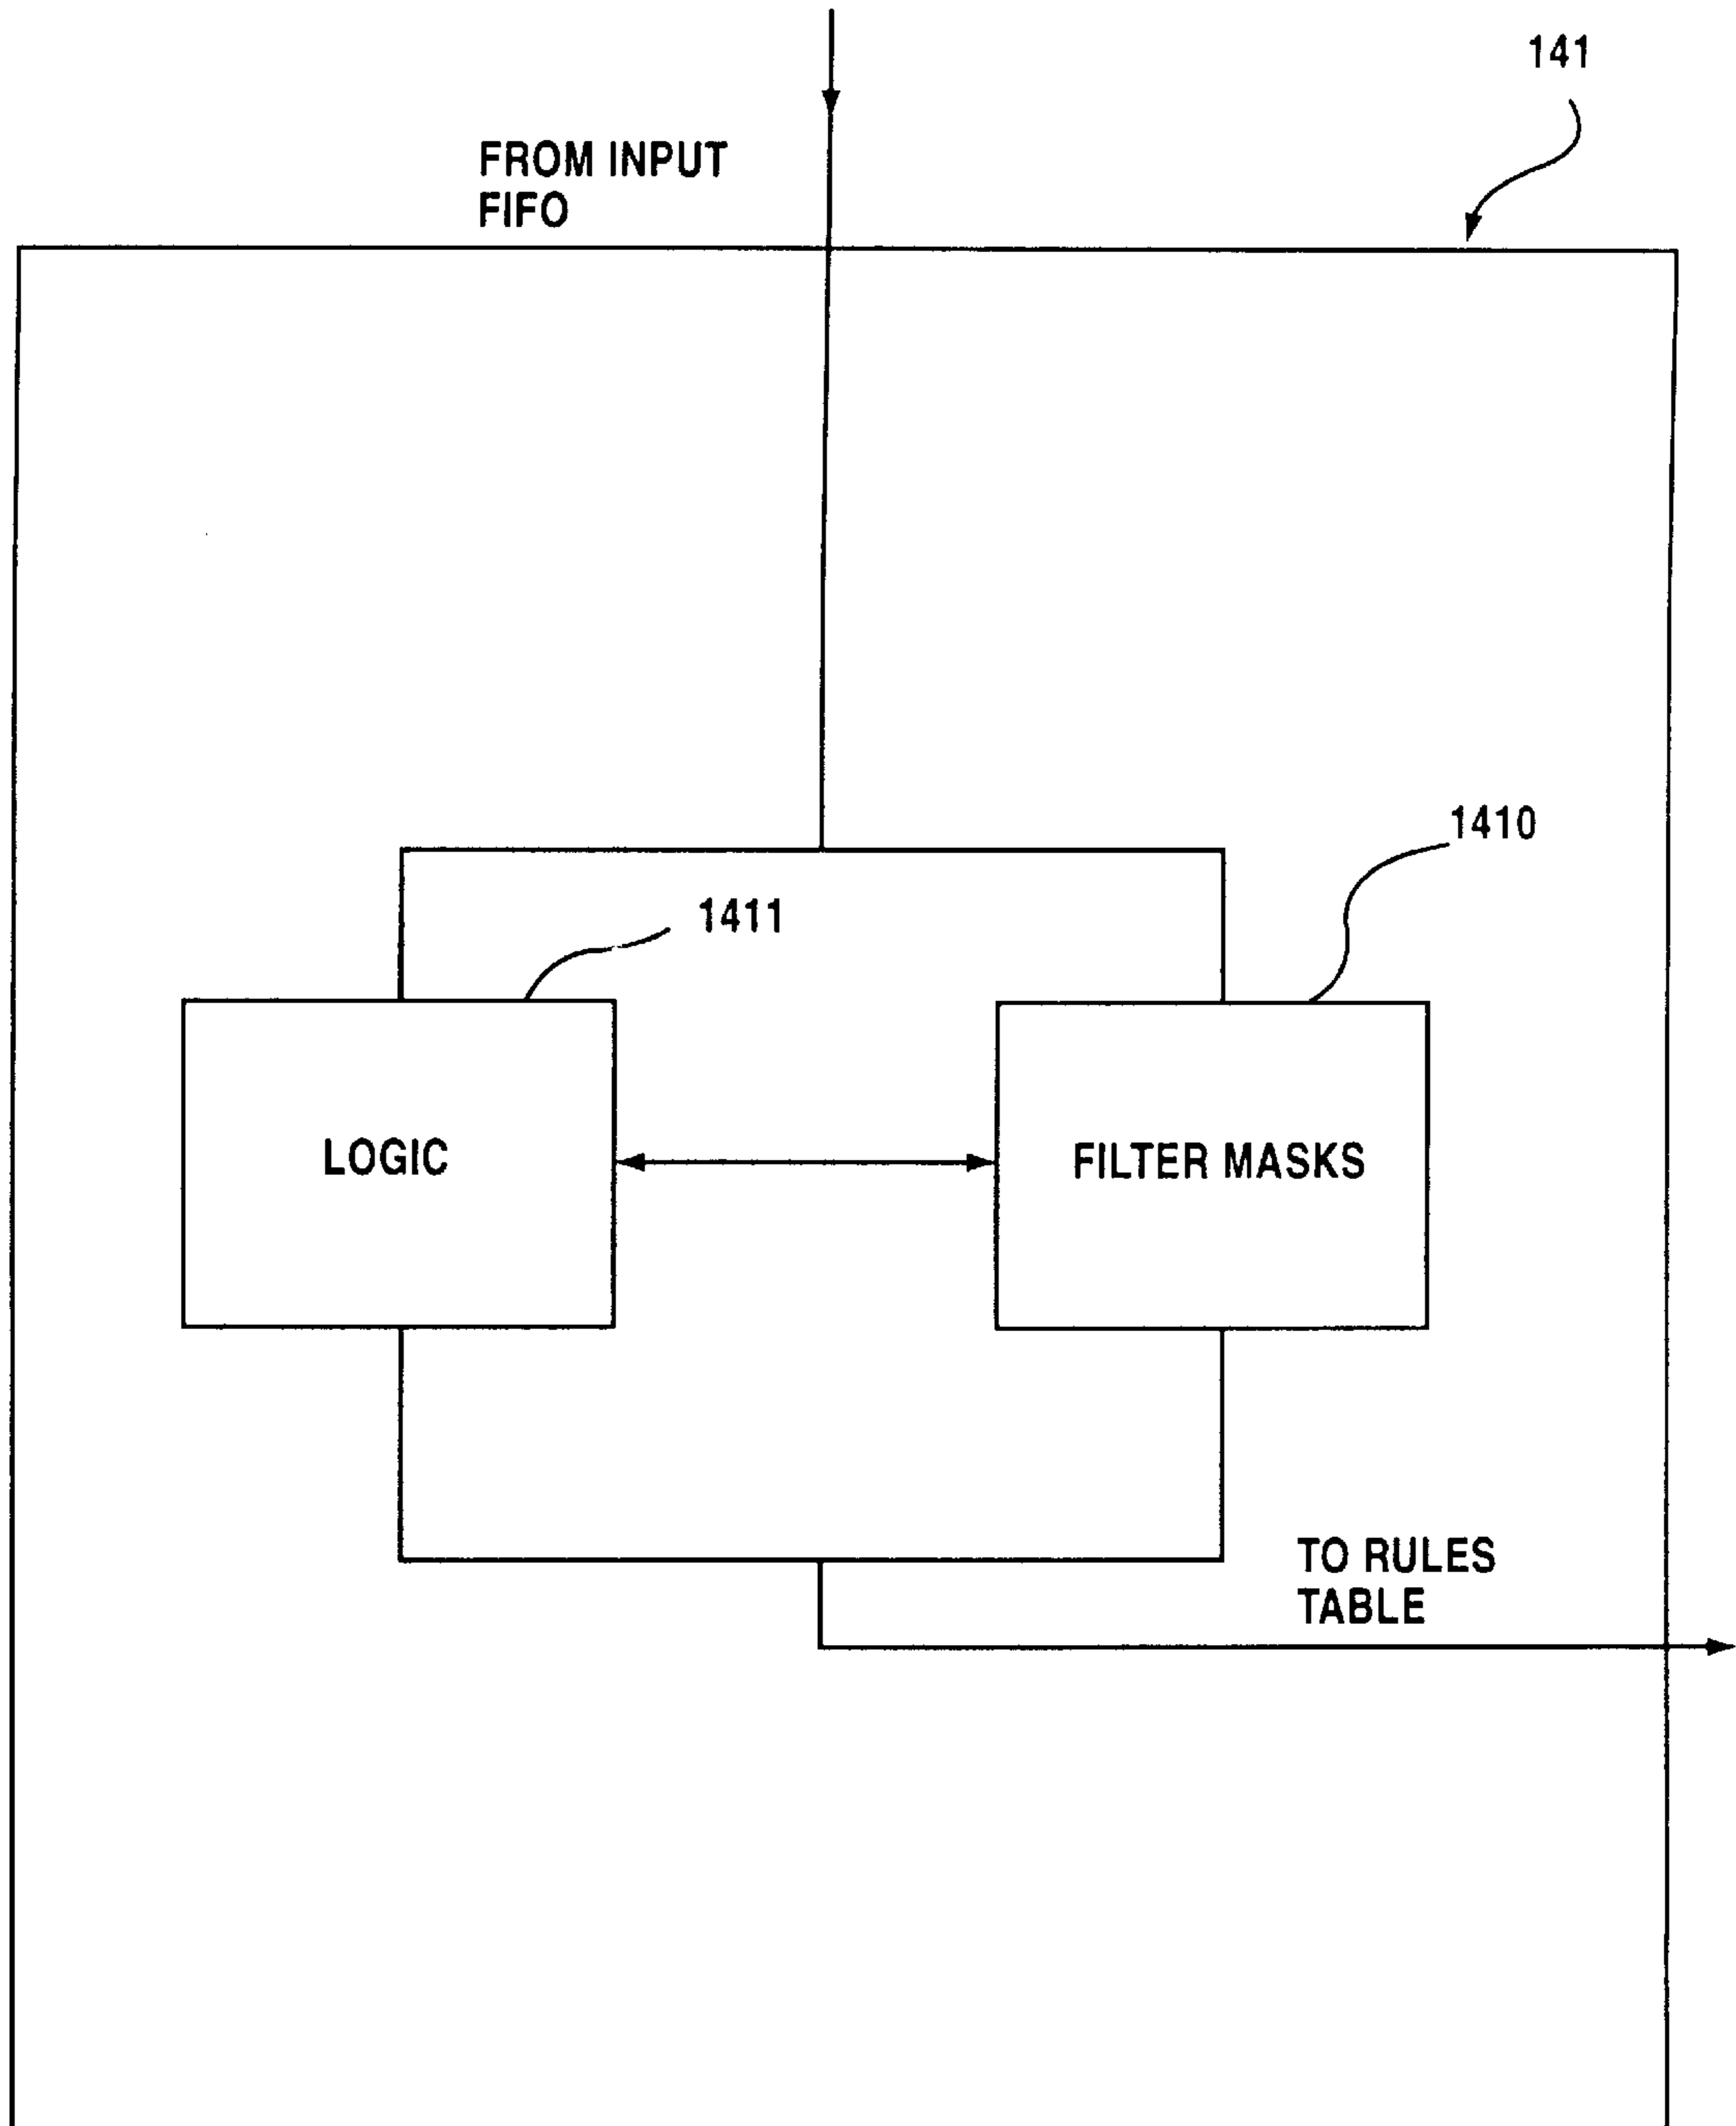 141
FROM INPUT
FIFO
1410
1411
LOGIC
FILTER MASKS
TO RULES
TABLE